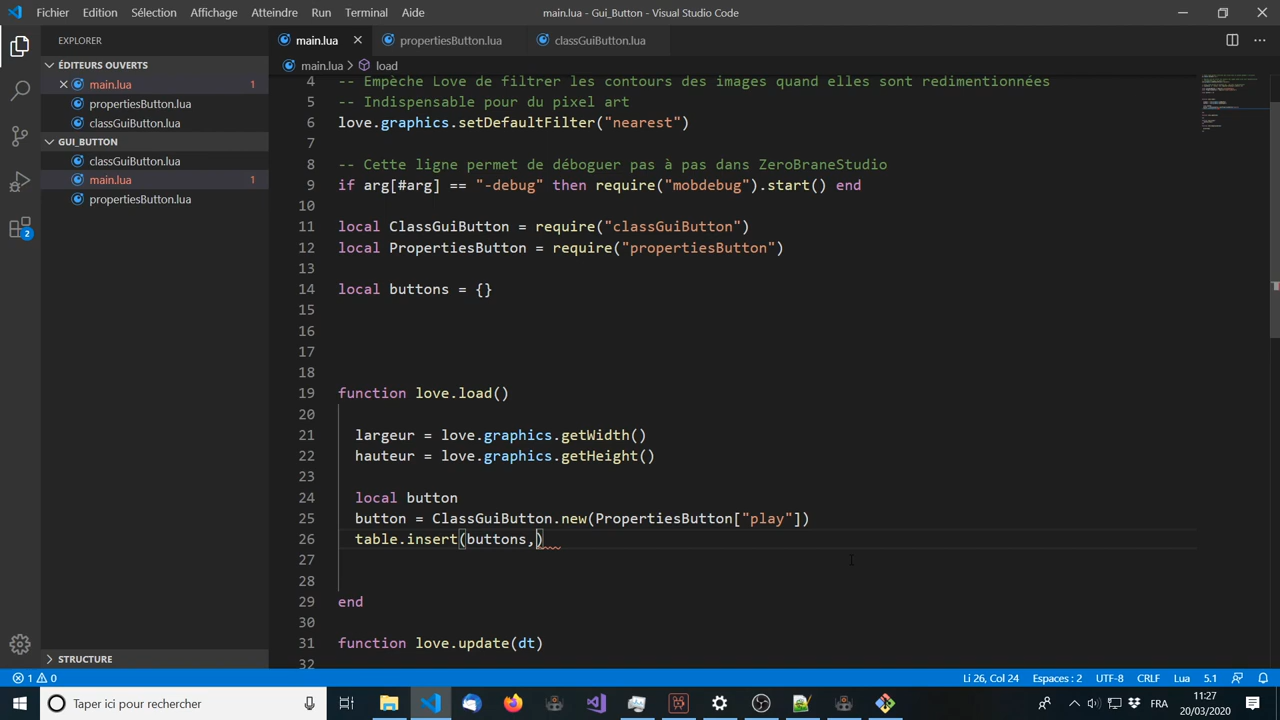 Fichier Edition Sélection Affichage Atteindre Run Terminal Aide
main.lua - Gui_Button - Visual Studio Code
EXPLORER
main.lua
propertiesButton.lua
classGuiButton.lua
ÉDITEURS OUVERTS
main.lua 1
propertiesButton.lua
classGuiButton.lua
GUI_BUTTON
classGuiButton.lua
main.lua 1
propertiesButton.lua
STRUCTURE
main.lua > load
4 -- Empèche Love de filtrer les contours des images quand elles sont redimentionnées
5 -- Indispensable pour du pixel art
6 love.graphics.setDefaultFilter("nearest")
7
8 -- Cette ligne permet de déboguer pas à pas dans ZeroBraneStudio
9 if arg[#arg] == "-debug" then require("mobdebug").start() end
10
11 local ClassGuiButton = require("classGuiButton")
12 local PropertiesButton = require("propertiesButton")
13
14 local buttons = {}
15
16
17
18
19 function love.load()
20
21 largeur = love.graphics.getWidth()
22 hauteur = love.graphics.getHeight()
23
24 local button
25 button = ClassGuiButton.new(PropertiesButton["play"])
26 table.insert(buttons,)
27
28
29 end
30
31 function love.update(dt)
32
2
1 0
Li 26, Col 24 Espaces : 2 UTF-8 CRLF Lua 5.1
Taper ici pour rechercher
FRA
11:27
20/03/2020